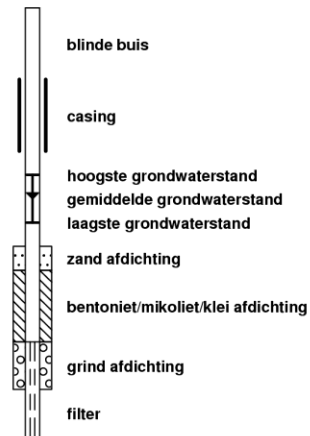 blinde buis
casing
hoogste grondwaterstand
gemiddelde grondwaterstand
laagste grondwaterstand
zand afdichting
bentoniet/mikoliet/klei afdichting
grind afdichting
filter